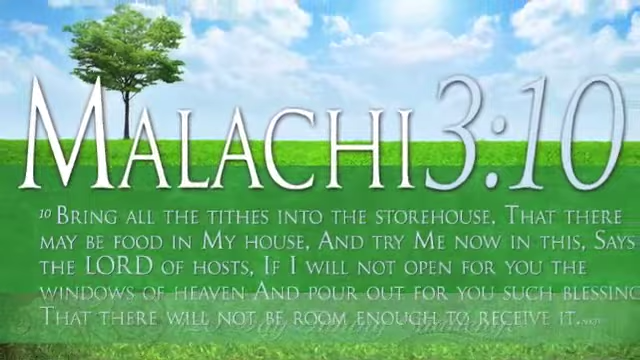 MALACHI 3:10
10 BRING ALL THE TITHES INTO THE STOREHOUSE, THAT THERE
MAY BE FOOD IN MY HOUSE, AND TRY ME NOW IN THIS, SAYS
THE LORD OF HOSTS, IF I WILL NOT OPEN FOR YOU THE
WINDOWS OF HEAVEN AND POUR OUT FOR YOU SUCH BLESSING
THAT THERE WILL NOT BE ROOM ENOUGH TO RECEIVE IT.